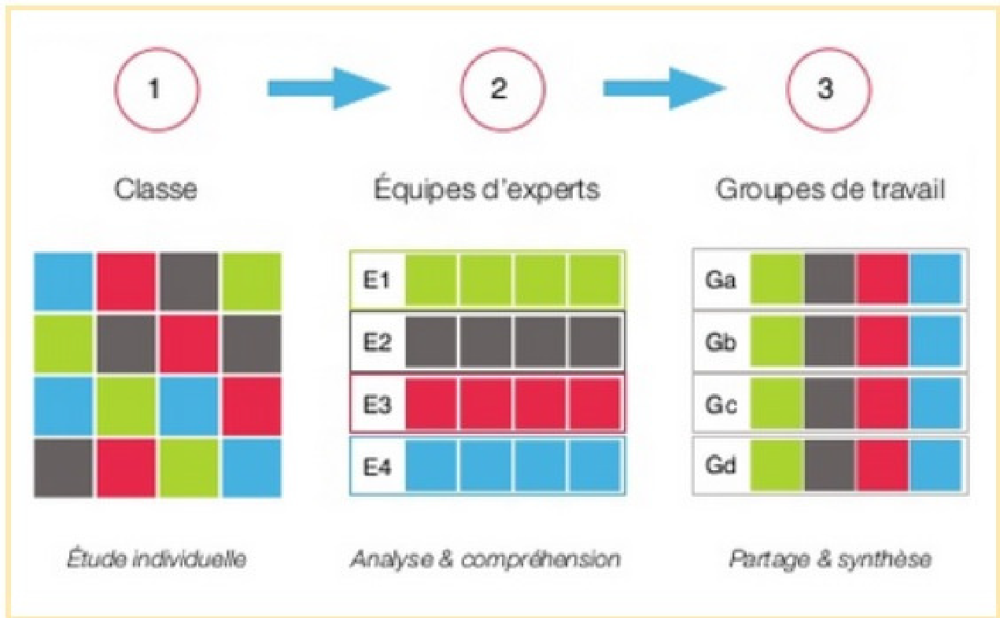 1
2
3
Classe
Équipes d'experts
Groupes de travail
E1
E2
E3
E4
Ga
Gb
Gc
Gd
Étude individuelle
Analyse & compréhension
Partage & synthèse